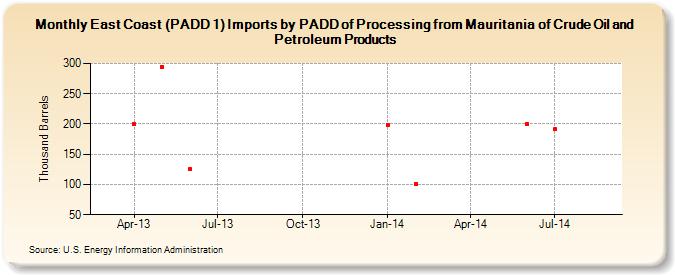 Monthly East Coast (PADD 1) Imports by PADD of Processing from Mauritania of Crude Oil and
Petroleum Products
Thousand Barrels
300
250
200
150
100
50
Apr-13
Jul-13
Oct-13
Jan-14
Apr-14
Jul-14
Source: U.S. Energy Information Administration